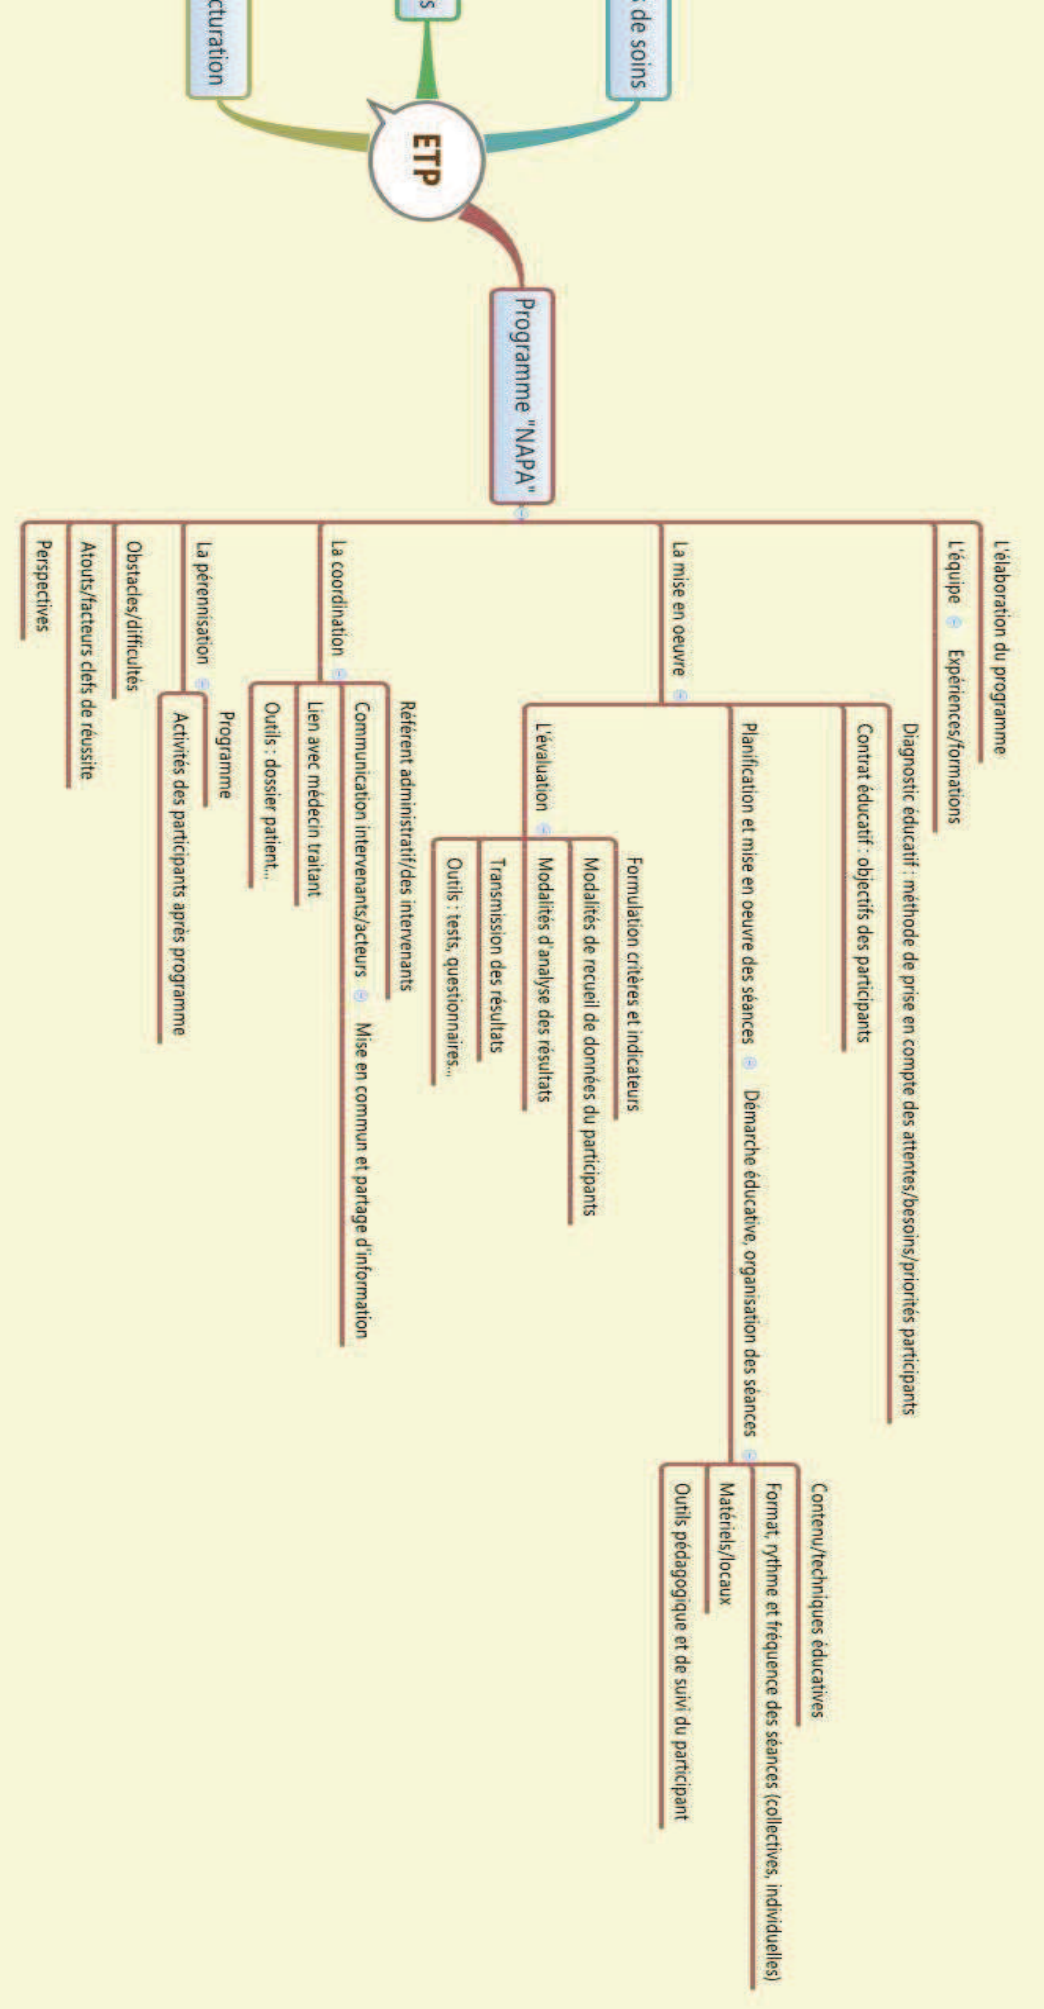 s de soins
s
cturation
ETP
Programme "NAPA"
L'élaboration du programme
L'équipe
Expériences/formations
La mise en oeuvre
Diagnostic éducatif : méthode de prise en compte des attentes/besoins/priorités participants
Contrat éducatif : objectifs des participants
Planification et mise en oeuvre des séances
Démarche éducative, organisation des séances
Contenu/techniques éducatives
Format, rythme et fréquence des séances (collectives, individuelles)
Matériels/locaux
Outils pédagogique et de suivi du participant
L'évaluation
Formulation critères et indicateurs
Modalités de recueil de données du participants
Modalités d'analyse des résultats
Transmission des résultats
Outils : tests, questionnaires...
La coordination
Référent administratif/des intervenants
Communication intervenants/acteurs
Mise en commun et partage d'information
Lien avec médecin traitant
Outils : dossier patient...
La pérennisation
Programme
Activités des participants après programme
Obstacles/difficultés
Atouts/facteurs clefs de réussite
Perspectives